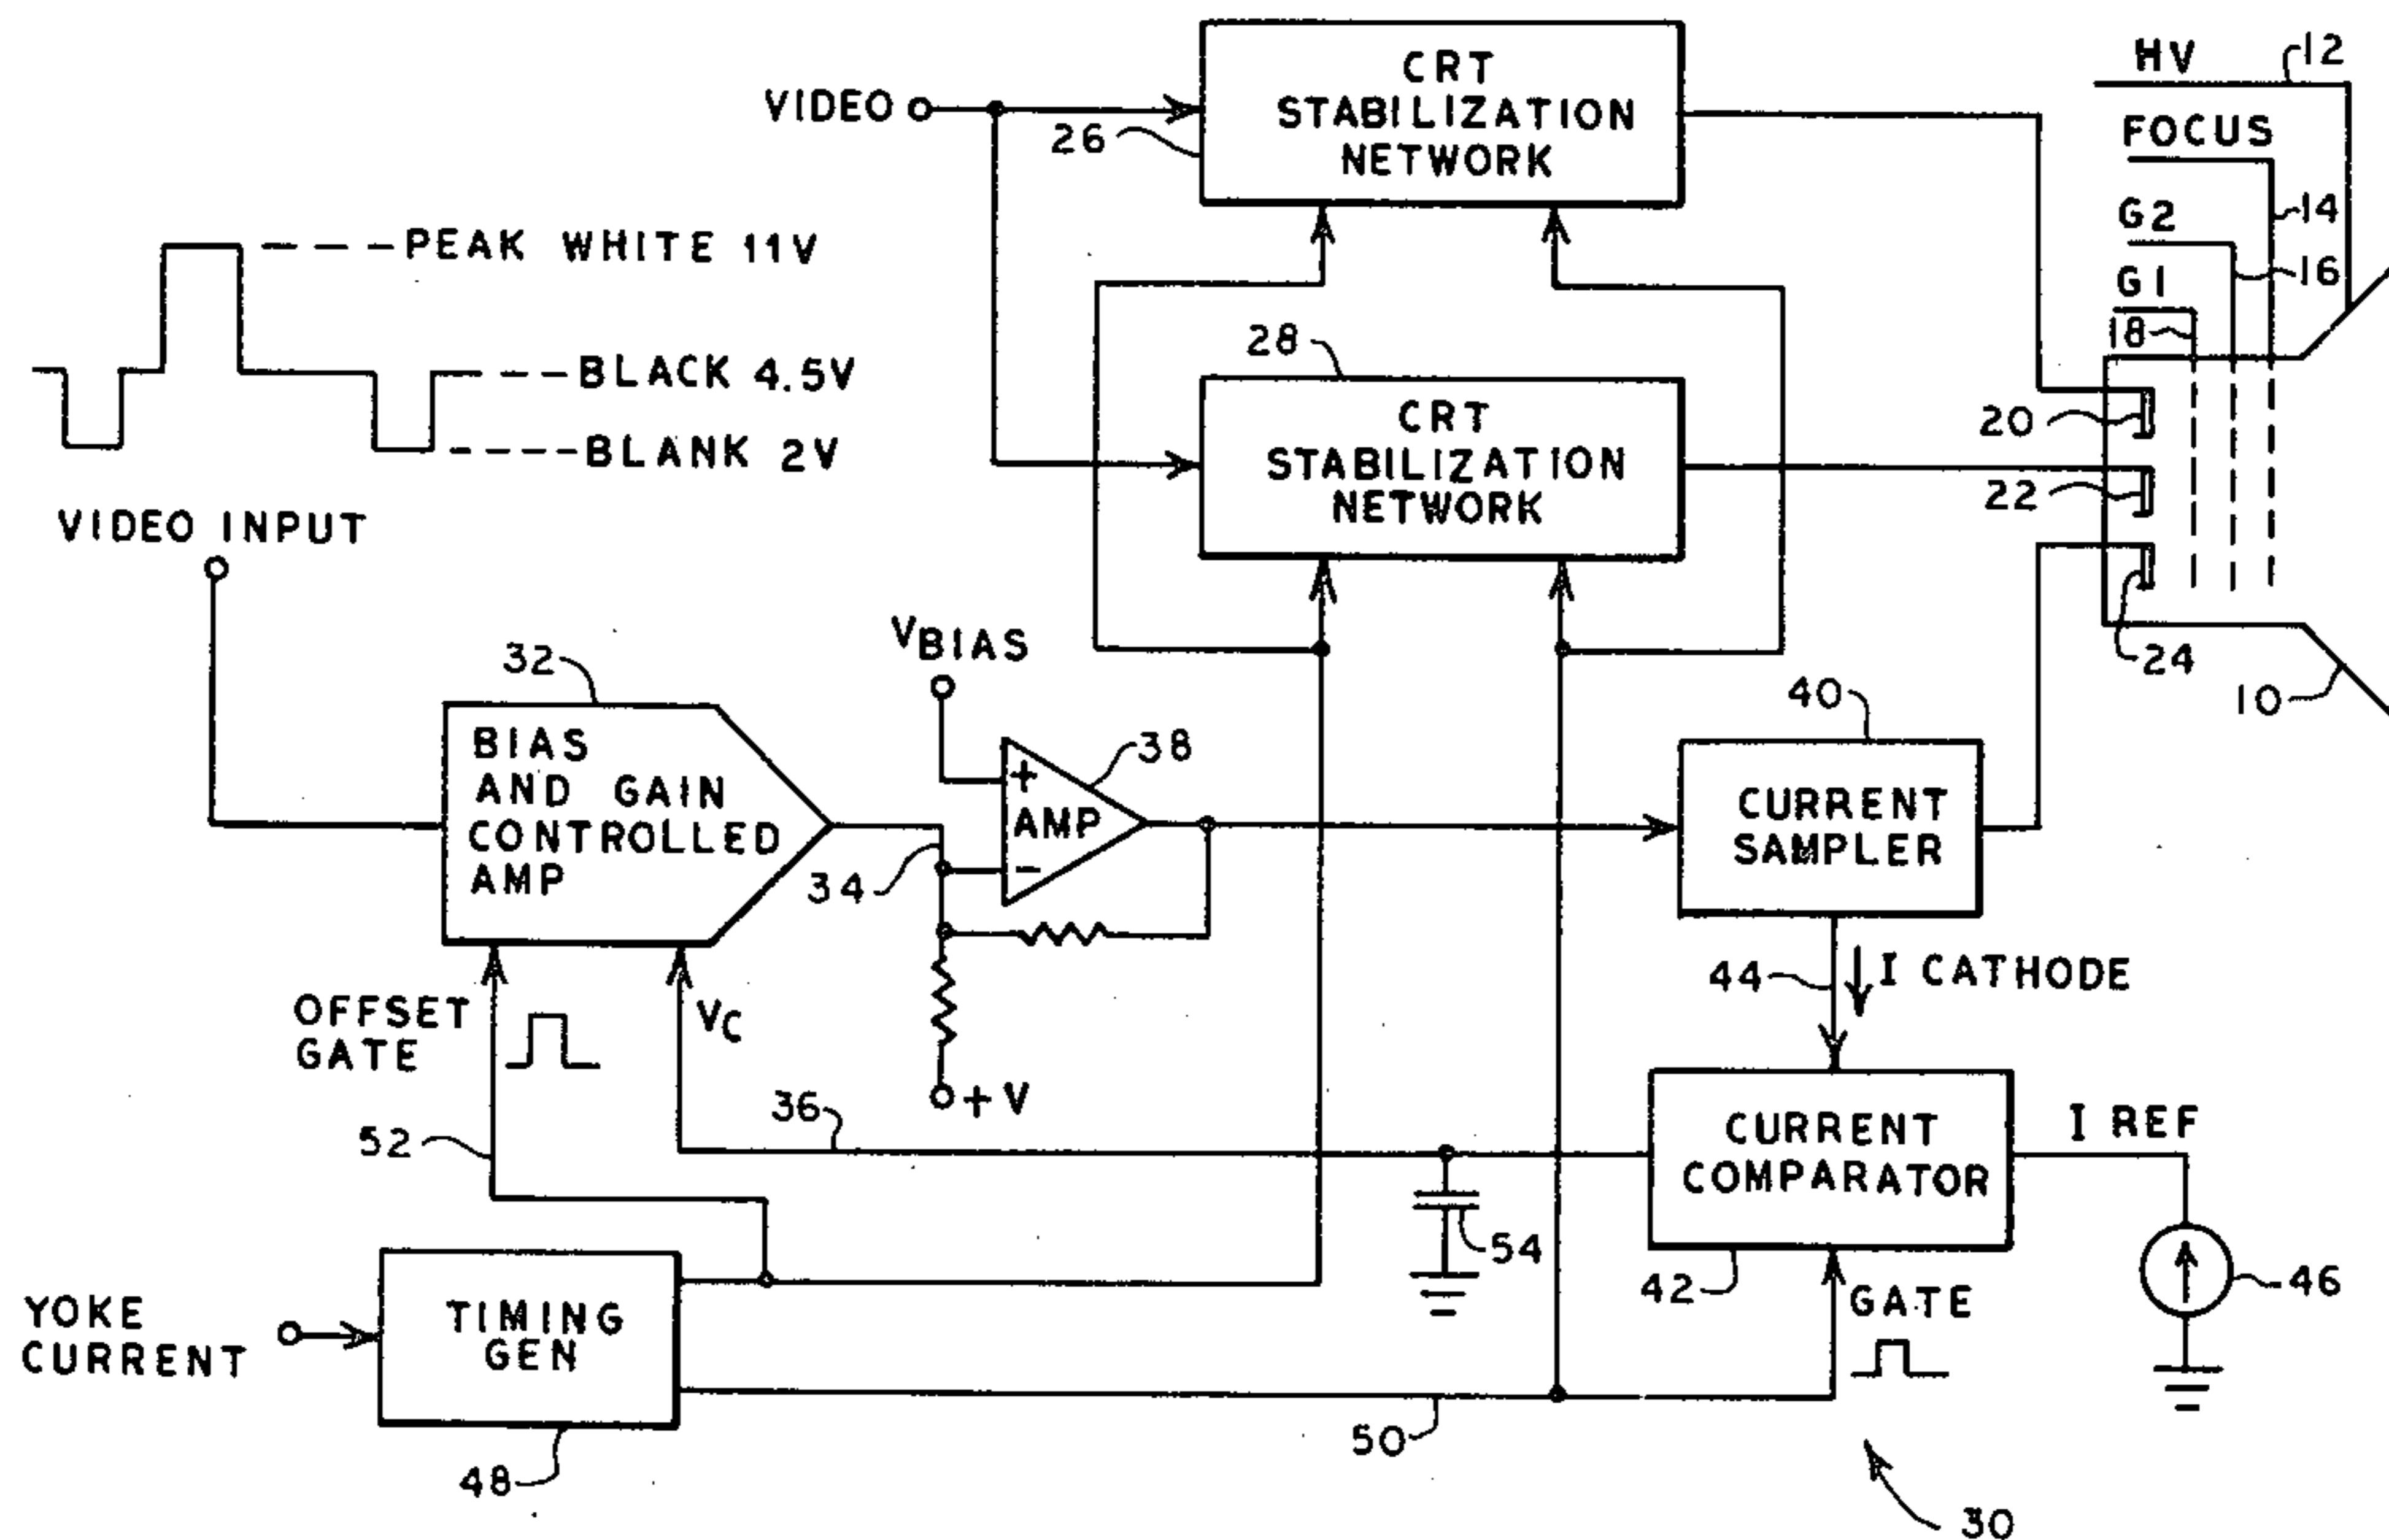 HV
12
CRT
STABILIZATION
NETWORK
VIDEO
26
FOCUS
14
G2
16
G1
18
PEAK WHITE 11V
BLACK 4.5V
BLANK 2V
28
CRT
STABILIZATION
NETWORK
20
22
24
10
VIDEO INPUT
32
BIAS
AND GAIN
CONTROLLED
AMP
VBIAS
38
+
AMP
-
34
40
CURRENT
SAMPLER
44
I CATHODE
OFFSET
GATE
VC
+V
36
52
CURRENT
COMPARATOR
I REF
54
42
GATE
46
YOKE
CURRENT
TIMING
GEN
50
48
30